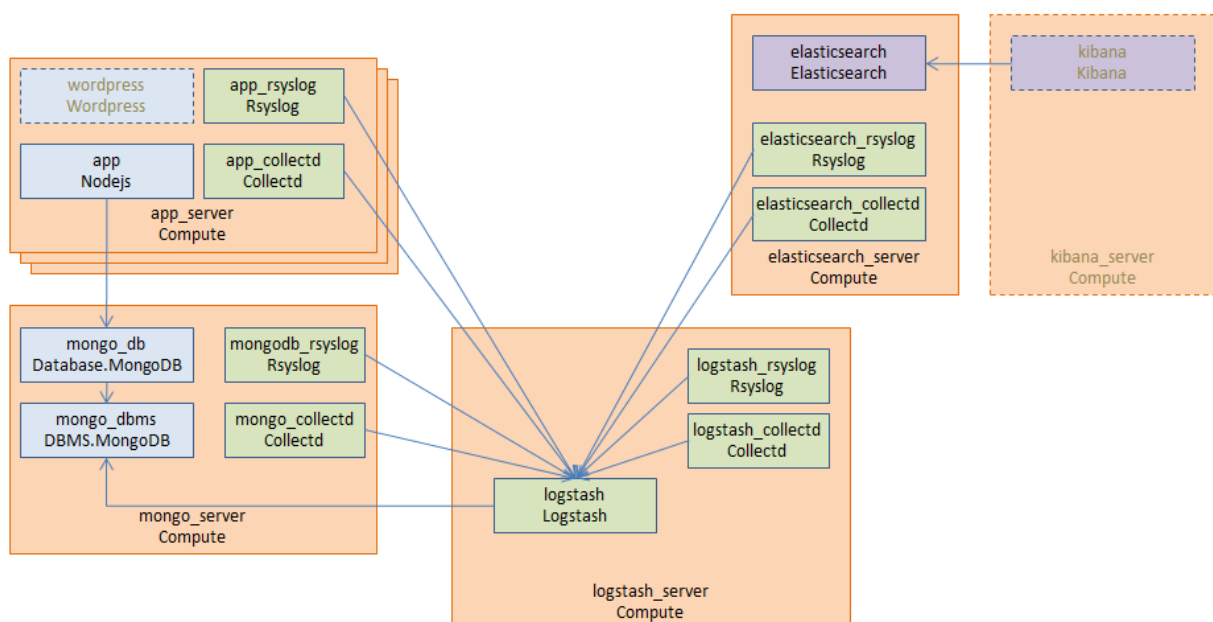 wordpress
Wordpress
app_rsyslog
Rsyslog
app
Nodejs
app_collectd
Collectd
app_server
Compute
elasticsearch
Elasticsearch
elasticsearch_rsyslog
Rsyslog
elasticsearch_collectd
Collectd
elasticsearch_server
Compute
kibana
Kibana
kibana_server
Compute
mongo_db
Database.MongoDB
mongodb_rsyslog
Rsyslog
mongo_dbms
DBMS.MongoDB
mongo_collectd
Collectd
mongo_server
Compute
logstash_rsyslog
Rsyslog
logstash_collectd
Collectd
logstash
Logstash
logstash_server
Compute